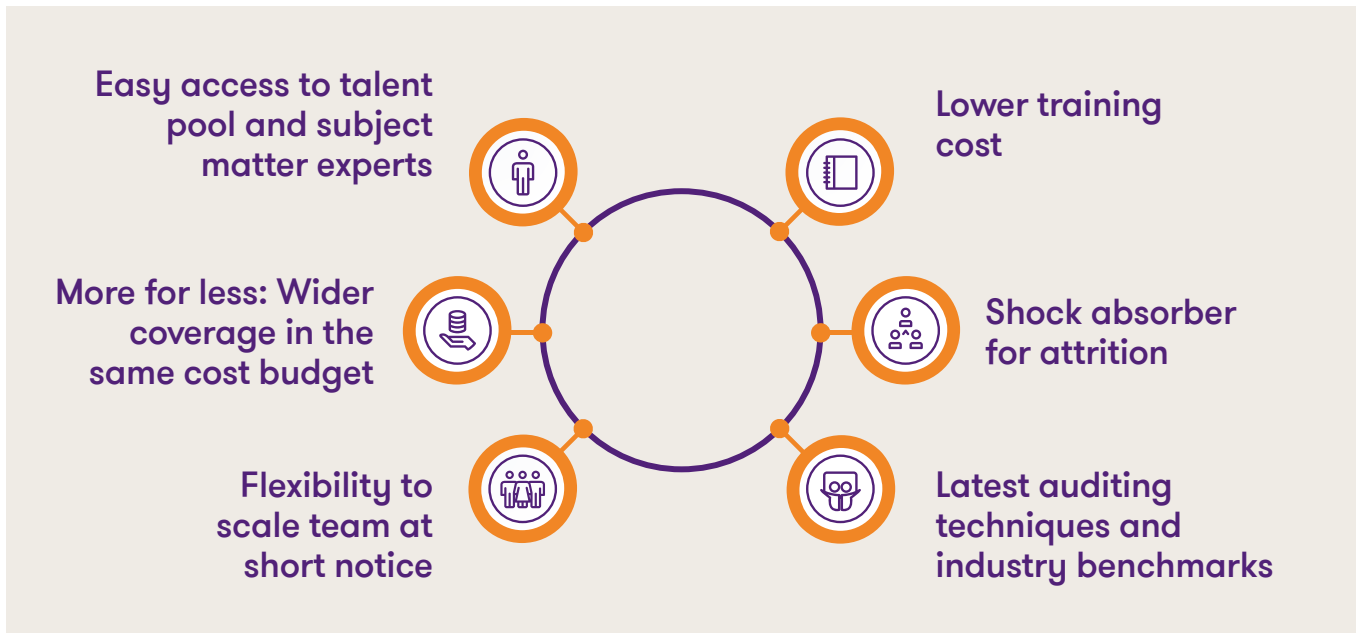 Easy access to talent
pool and subject
matter experts
Lower training
cost
More for less: Wider
coverage in the
same cost budget
Shock absorber
for attrition
Flexibility to
scale team at
short notice
Latest auditing
techniques and
industry benchmarks